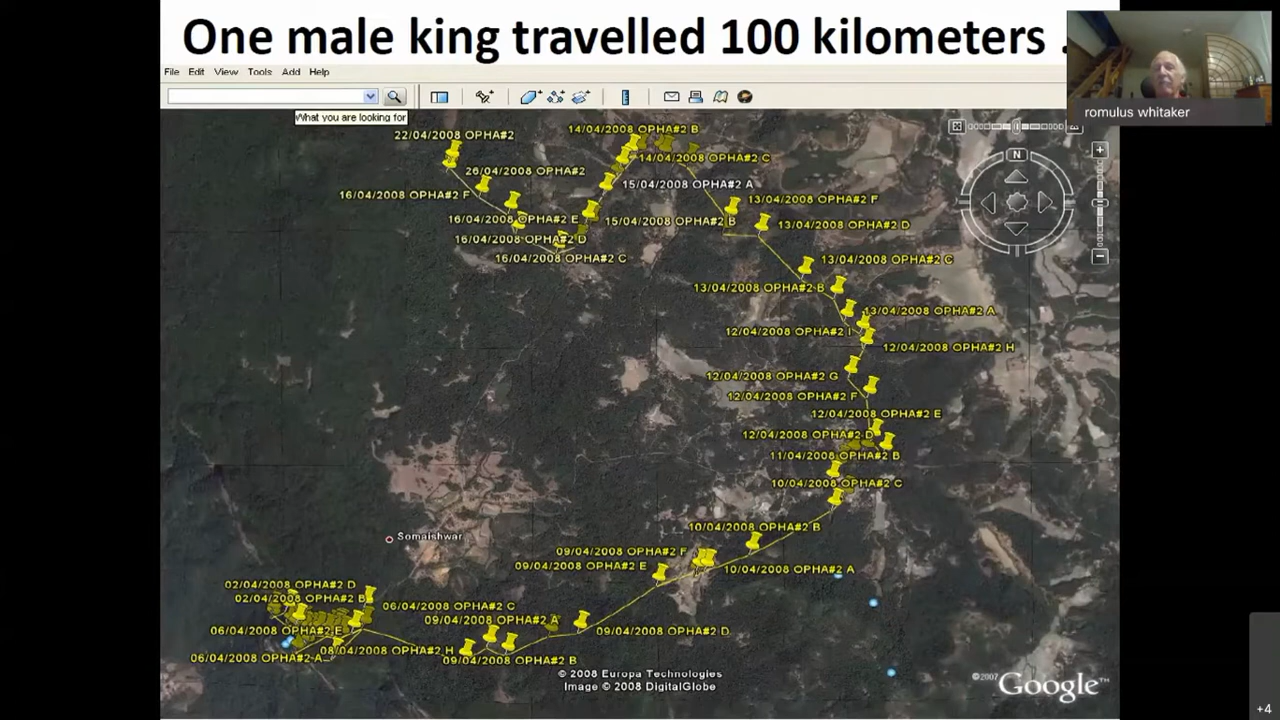 One male king travelled 100 kilometers .
romulus whitaker
File Edit View Tools Add Help
What you are looking for
22/04/2008 OPHA#2
14/04/2008 OPHA#2 B
14/04/2008 OPHA#2 C
26/04/2008 OPHA#2
15/04/2008 OPHA#2 A
16/04/2008 OPHA#2 F
13/04/2008 OPHA#2 F
16/04/2008 OPHA#2 E
15/04/2008 OPHA#2 B
13/04/2008 OPHA#2 D
16/04/2008 OPHA#2 D
16/04/2008 OPHA#2 C
13/04/2008 OPHA#2 C
13/04/2008 OPHA#2 B
13/04/2008 OPHA#2 A
12/04/2008 OPHA#2 I
12/04/2008 OPHA#2 H
12/04/2008 OPHA#2 G
12/04/2008 OPHA#2 F
12/04/2008 OPHA#2 E
12/04/2008 OPHA#2 D
11/04/2008 OPHA#2 B
10/04/2008 OPHA#2 C
10/04/2008 OPHA#2 B
Somaishwar
09/04/2008 OPHA#2 F
09/04/2008 OPHA#2 E
10/04/2008 OPHA#2 A
02/04/2008 OPHA#2 D
02/04/2008 OPHA#2 B
06/04/2008 OPHA#2 C
09/04/2008 OPHA#2 A
06/04/2008 OPHA#2 E
09/04/2008 OPHA#2 D
08/04/2008 OPHA#2 H
06/04/2008 OPHA#2 A
09/04/2008 OPHA#2 B
© 2008 Europa Technologies
Image © 2008 DigitalGlobe
©2007 Google™
N
+4